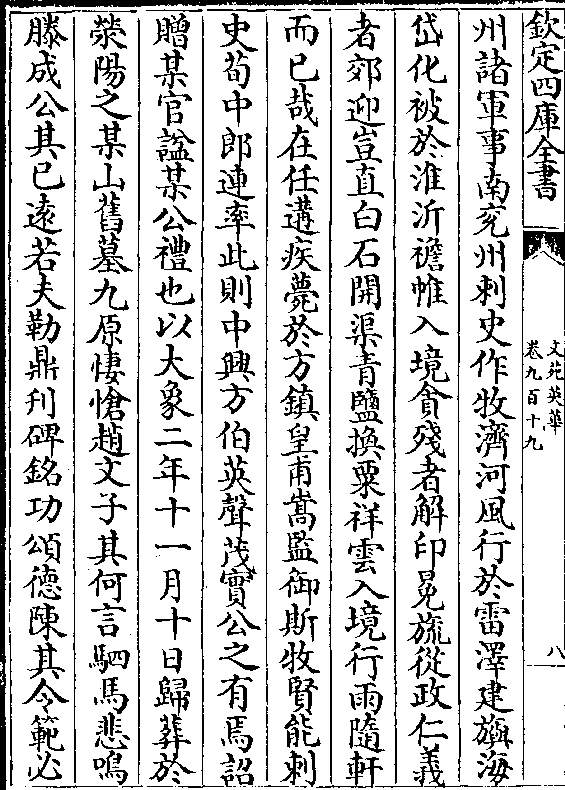 欽定四庫全書
文苑英華
卷九百十九
八
州諸軍事南兖州刺史作牧濟河風行於雷澤建旟海
岱化被於淮沂襜帷入境貪殘者解印冕旒從政仁義
者郊迎豈直白石開渠青鹽換粟祥雲入境行雨隨軒
而已哉在任遘疾薨於方鎮皇甫嵩監御斯牧賢能刺
史荀中郎連率此則中興方伯英聲茂實公之有焉詔
贈某官諡某公禮也以大象二年十一月十日歸葬於
滎陽之某山舊墓九原悽愴趙文子其何言駟馬悲鳴
滕成公其已遠若夫勒鼎刋碑銘功頌德陳其令範必